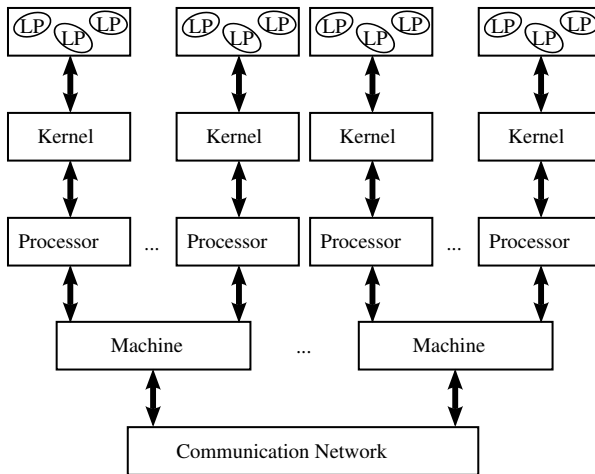 LP LP LP LP LP LP LP LP LP LP LP LP
Kernel Kernel Kernel Kernel
Processor ... Processor Processor ... Processor
Machine ... Machine
Communication Network